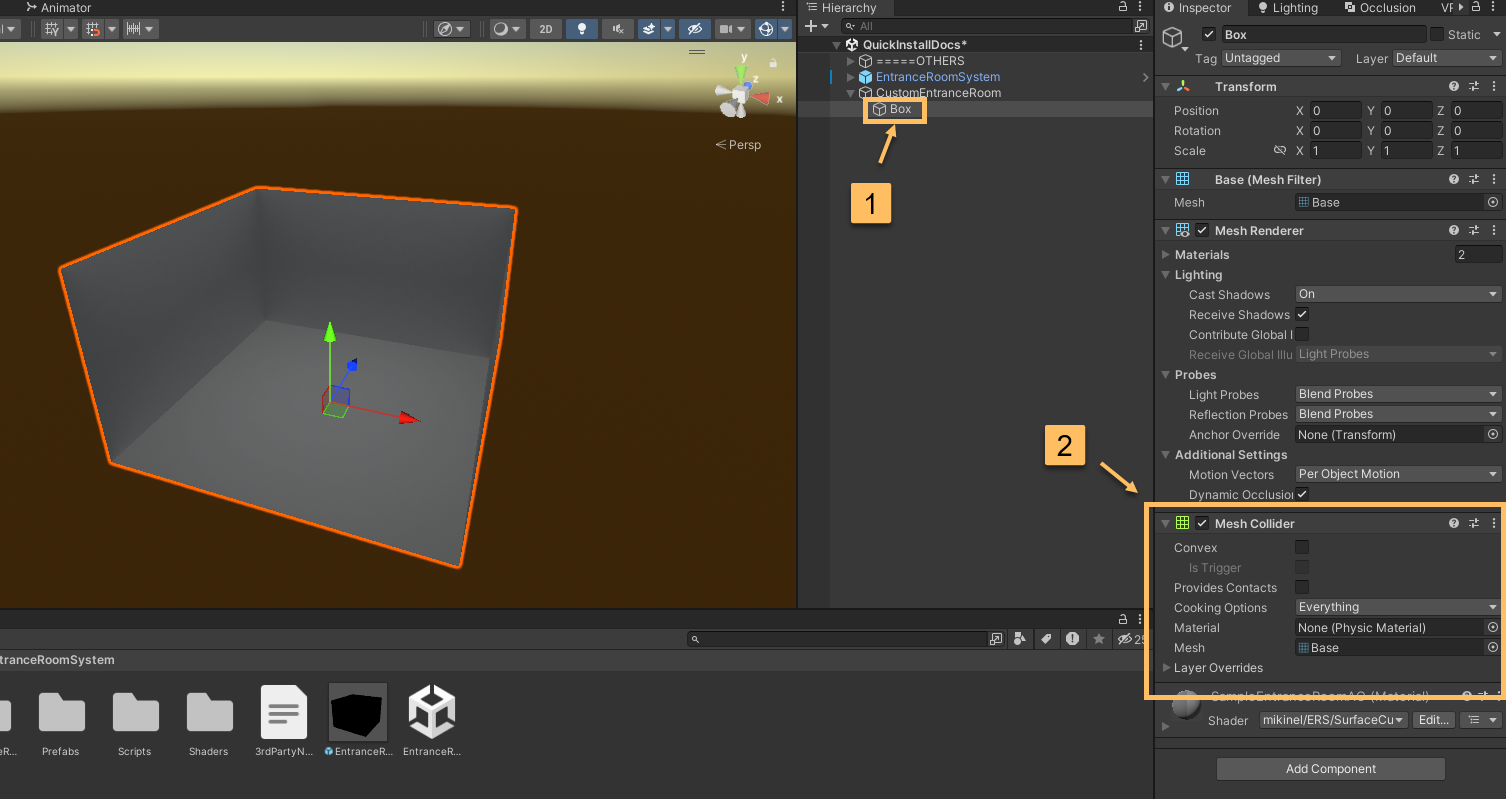 Animator
2D
y
z
x
Persp
Hierarchy
All
QuickInstallDocs*
=====OTHERS
EntranceRoomSystem
CustomEntranceRoom
Box
1
2
Inspector
Lighting
Occlusion
Box
Static
Tag
Untagged
Layer
Default
Transform
Position
X 0 Y 0 Z 0
Rotation
X 0 Y 0 Z 0
Scale
X 1 Y 1 Z 1
Base (Mesh Filter)
Mesh
Base
Mesh Renderer
Materials
2
Lighting
Cast Shadows
On
Receive Shadows
Contribute Global I
Receive Global Illu
Light Probes
Probes
Light Probes
Blend Probes
Reflection Probes
Blend Probes
Anchor Override
None (Transform)
Additional Settings
Motion Vectors
Per Object Motion
Dynamic Occlusion
Mesh Collider
Convex
Is Trigger
Provides Contacts
Cooking Options
Everything
Material
None (Physic Material)
Mesh
Base
Layer Overrides
SampleEntranceRoomAO (Material)
Shader
mikinel/ERS/SurfaceCu
Edit...
Add Component
25
tranceRoomSystem
eR...
Prefabs
Scripts
Shaders
3rdPartyN...
EntranceR...
EntranceR...